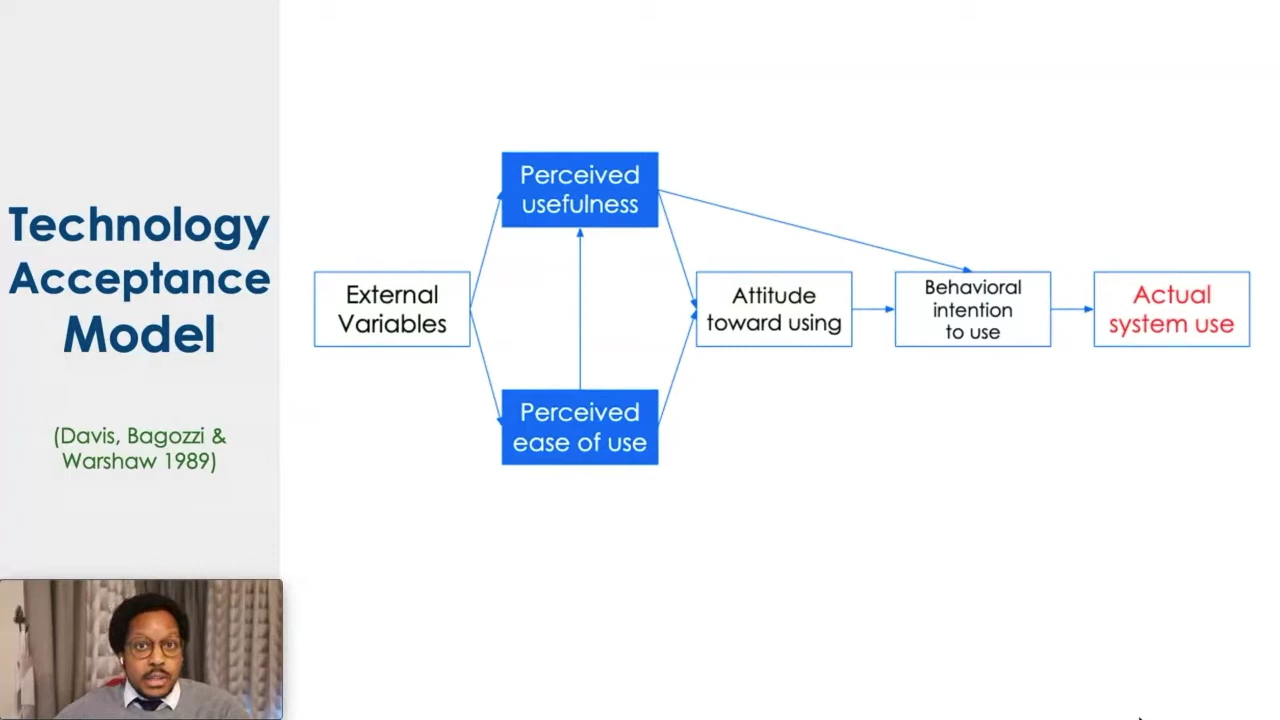 Technology
Acceptance
Model
(Davis, Bagozzi &
Warshaw 1989)
External
Variables
Perceived
usefulness
Perceived
ease of use
Attitude
toward using
Behavioral
intention
to use
Actual
system use